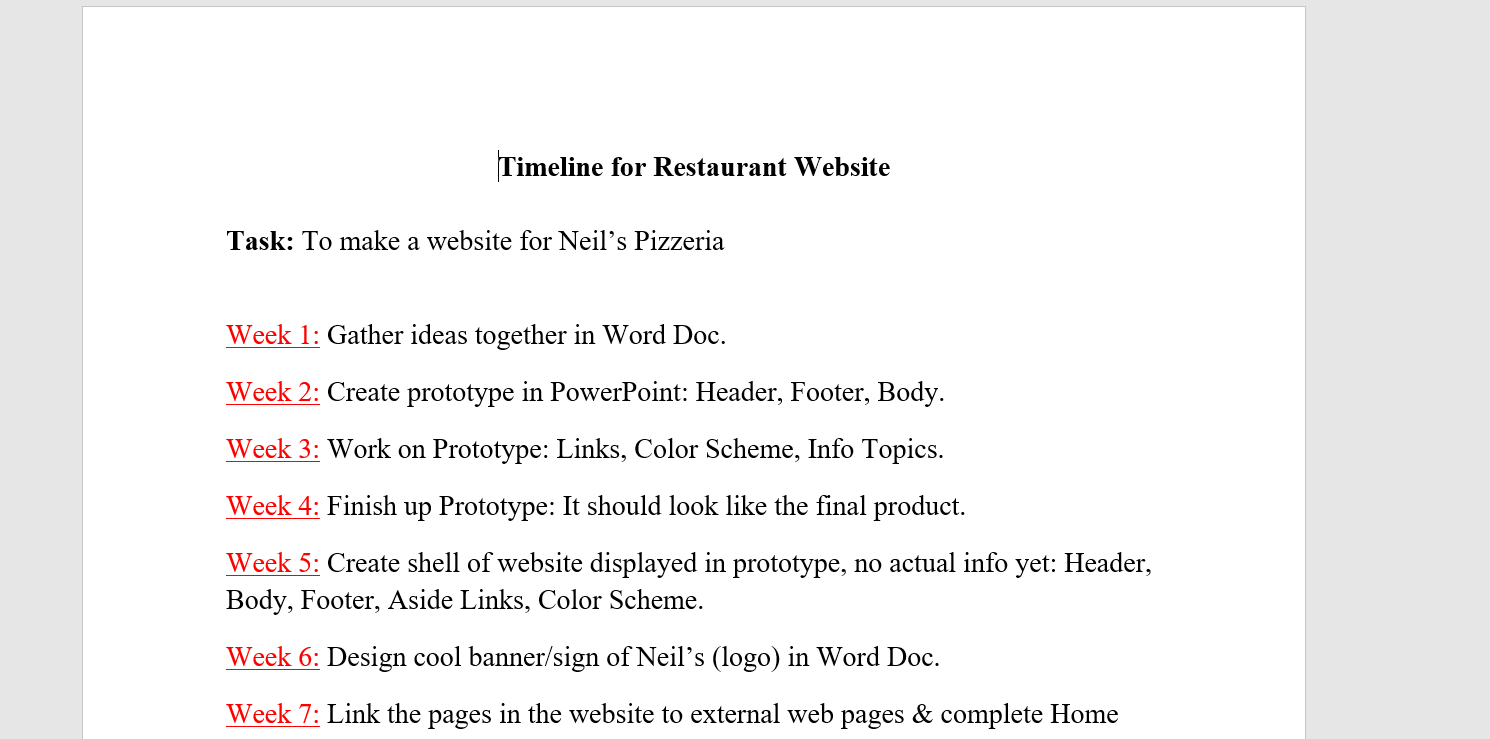 Timeline for Restaurant Website
Task: To make a website for Neil’s Pizzeria
Week 1: Gather ideas together in Word Doc.
Week 2: Create prototype in PowerPoint: Header, Footer, Body.
Week 3: Work on Prototype: Links, Color Scheme, Info Topics.
Week 4: Finish up Prototype: It should look like the final product.
Week 5: Create shell of website displayed in prototype, no actual info yet: Header,
Body, Footer, Aside Links, Color Scheme.
Week 6: Design cool banner/sign of Neil’s (logo) in Word Doc.
Week 7: Link the pages in the website to external web pages & complete Home